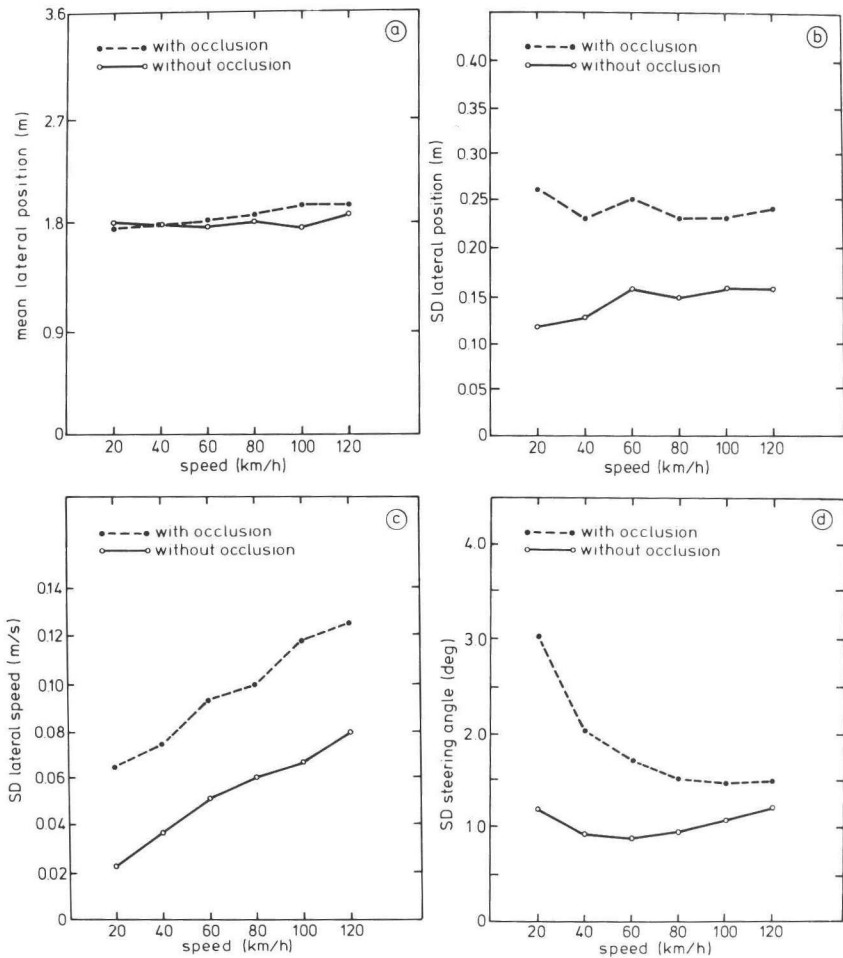 3.6
a
with occlusion
without occlusion
2.7
1.8
0.9
0
mean lateral position (m)
20 40 60 80 100 120
speed (km/h)
b
with occlusion
without occlusion
0.40
0.35
0.30
0.25
0.20
0.15
0.10
0.05
0
SD lateral position (m)
20 40 60 80 100 120
speed (km/h)
c
with occlusion
without occlusion
0.14
0.12
0.10
0.08
0.06
0.04
0.02
0
SD lateral speed (m/s)
20 40 60 80 100 120
speed (km/h)
d
with occlusion
without occlusion
4.0
3.0
2.0
1.0
0
SD steering angle (deg)
20 40 60 80 100 120
speed (km/h)